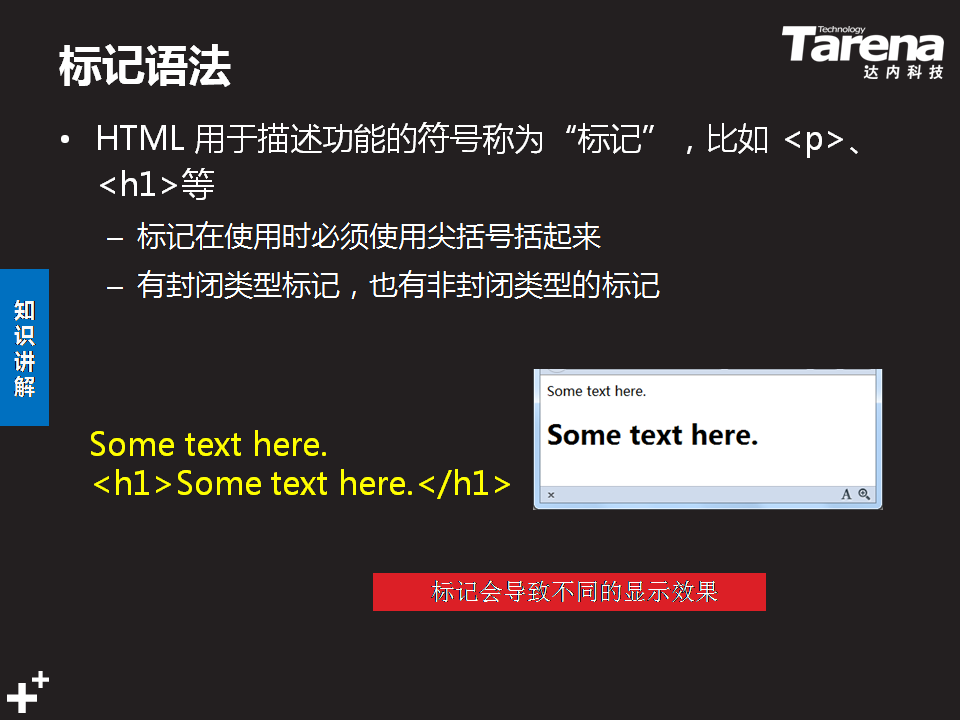 标记语法
Technology
Tarena
达内科技
• HTML 用于描述功能的符号称为“标记”，比如 <p>、
<h1>等
– 标记在使用时必须使用尖括号括起来
– 有封闭类型标记，也有非封闭类型的标记
知识讲解
Some text here.
<h1>Some text here.</h1>
Some text here.
Some text here.
× A
标记会导致不同的显示效果